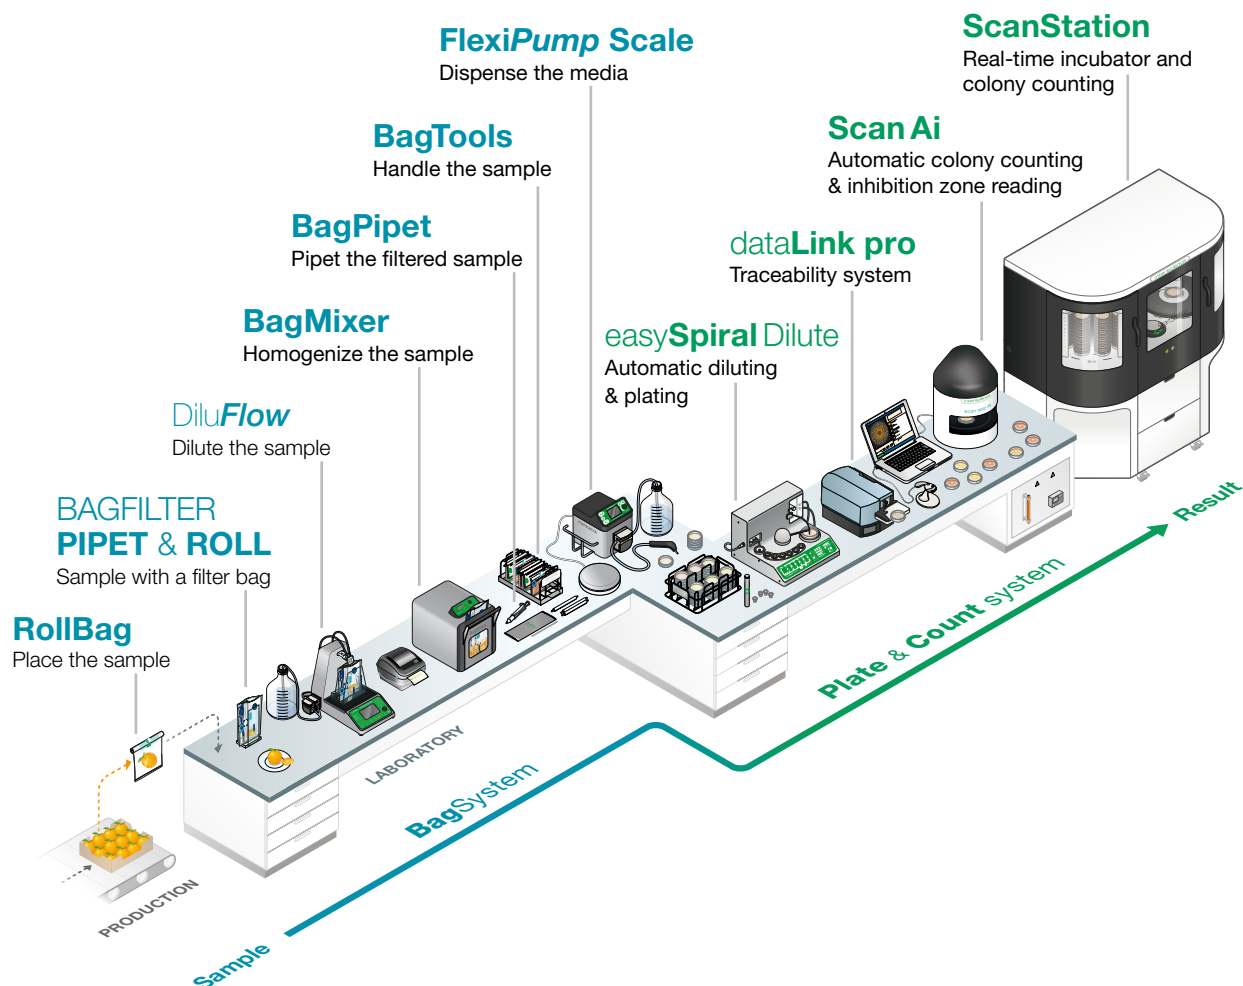 ScanStation
Real-time incubator and
colony counting
FlexiPump Scale
Dispense the media
Scan Ai
Automatic colony counting
& inhibition zone reading
BagTools
Handle the sample
BagPipet
Pipet the filtered sample
dataLink pro
Traceability system
BagMixer
Homogenize the sample
easySpiral Dilute
Automatic diluting
& plating
DiluFlow
Dilute the sample
BAGFILTER
PIPET & ROLL
Sample with a filter bag
RollBag
Place the sample
LABORATORY
PRODUCTION
Sample
BagSystem
Plate & Count system
Result